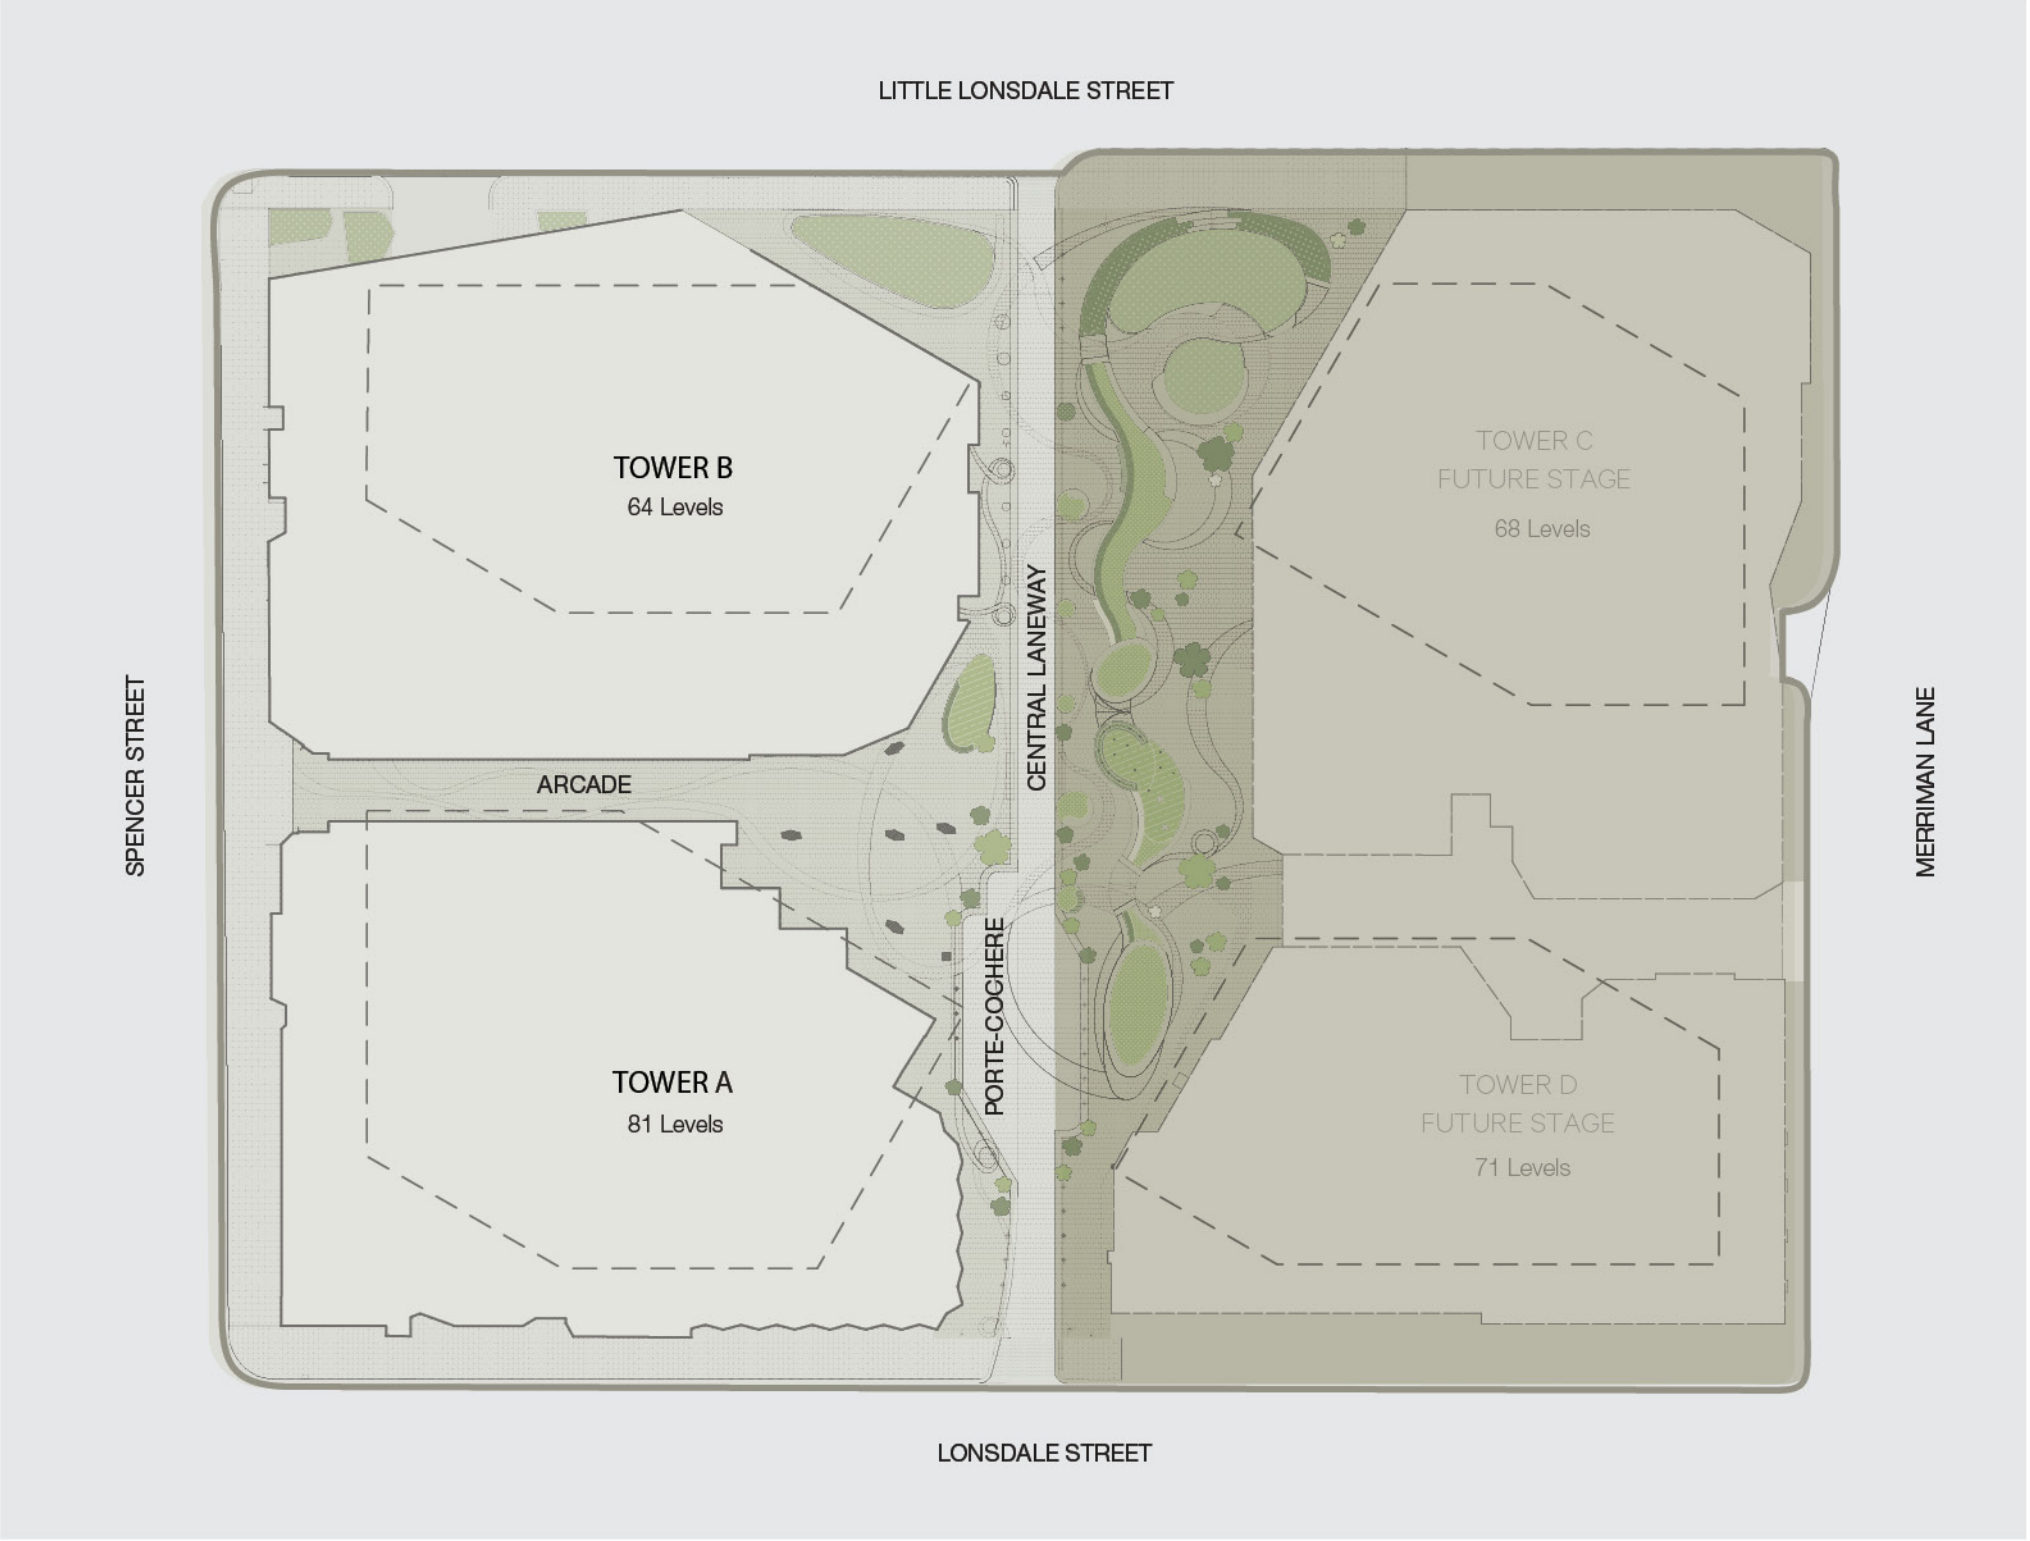 LITTLE LONSDALE STREET
TOWER B
64 Levels
TOWER C
FUTURE STAGE
68 Levels
CENTRAL LANEWAY
SPENCER STREET
ARCADE
MERRIMAN LANE
PORTE-COCHERE
TOWER A
81 Levels
TOWER D
FUTURE STAGE
71 Levels
LONSDALE STREET